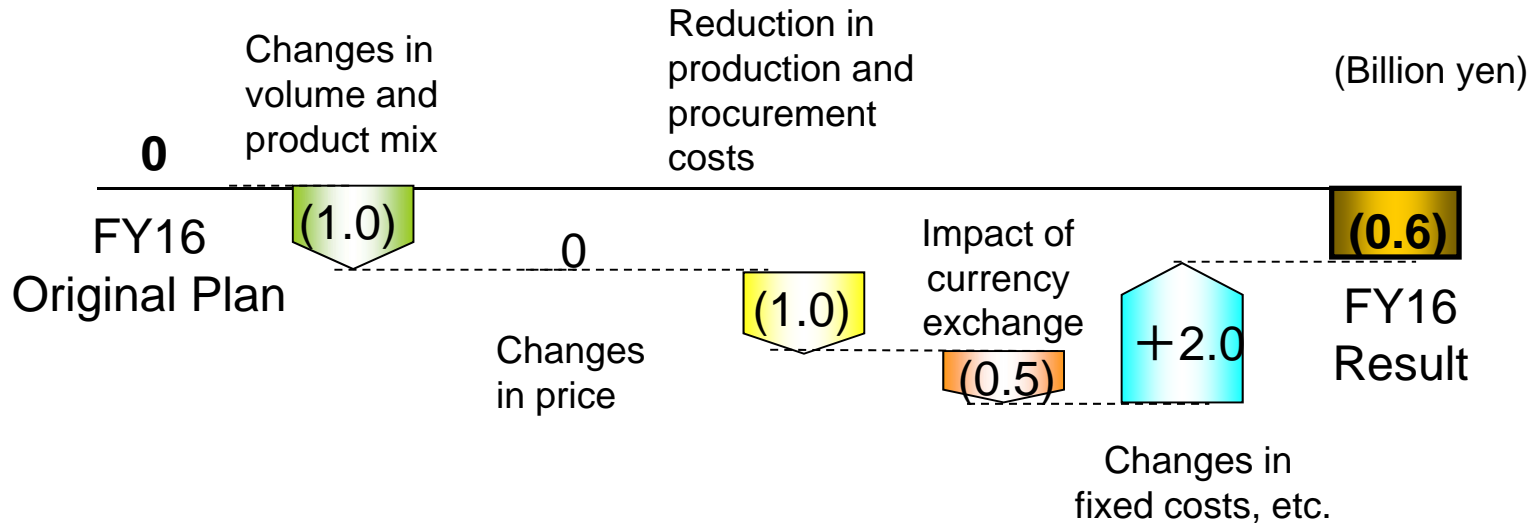 Changes in
volume and
product mix
Reduction in
production and
procurement
costs
(Billion yen)
0
FY16
Original Plan
(1.0)
0
Changes
in price
(1.0)
Impact of
currency
exchange
(0.5)
＋2.0
Changes in
fixed costs, etc.
(0.6)
FY16
Result